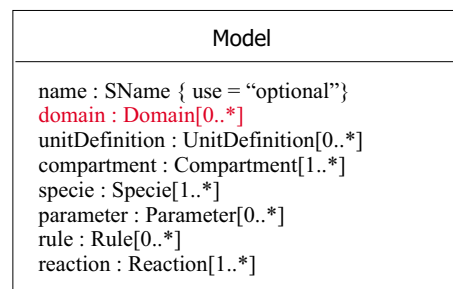 Model
name : SName { use = “optional”}
domain : Domain[0..*]
unitDefinition : UnitDefinition[0..*]
compartment : Compartment[1..*]
specie : Specie[1..*]
parameter : Parameter[0..*]
rule : Rule[0..*]
reaction : Reaction[1..*]